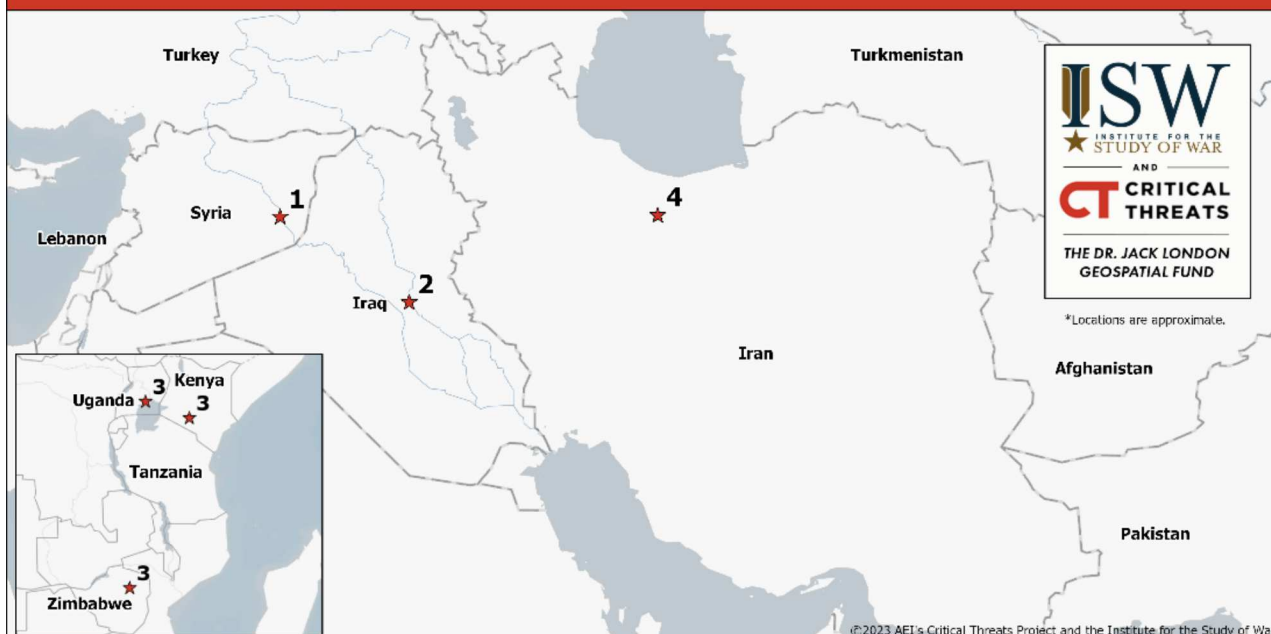 Turkey
Turkmenistan
ISW
INSTITUTE FOR THE
STUDY OF WAR
AND
CT CRITICAL
THREATS
THE DR. JACK LONDON
GEOSPATIAL FUND
*Locations are approximate.
Syria
1
4
Lebanon
Iraq
2
Iran
Afghanistan
Pakistan
Uganda
3
Kenya
3
Tanzania
Zimbabwe
3
©2023 AEI's Critical Threats Project and the Institute for the Study of Wa